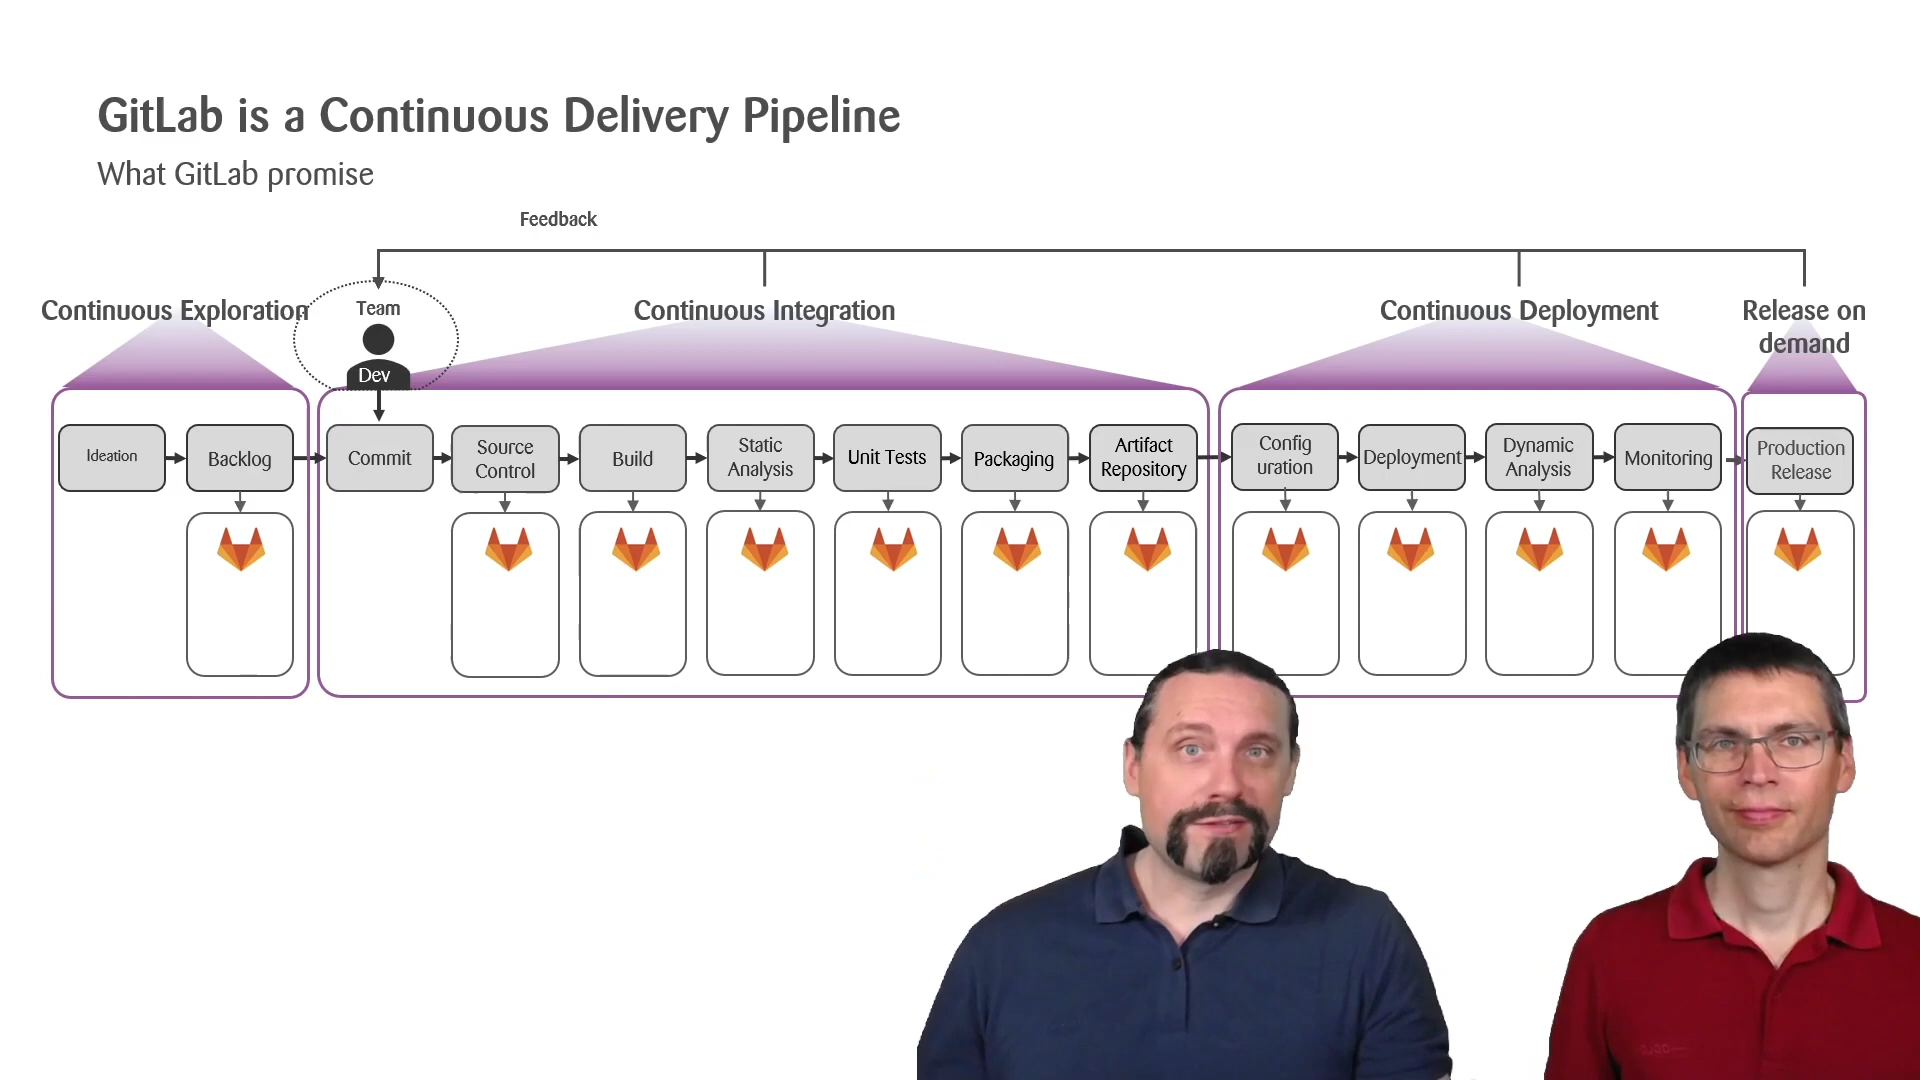 GitLab is a Continuous Delivery Pipeline
What GitLab promise
Feedback
Continuous Exploration
Team
Dev
Continuous Integration
Continuous Deployment
Release on
demand
Ideation
Backlog
Commit
Source
Control
Build
Static
Analysis
Unit Tests
Packaging
Artifact
Repository
Config
uration
Deployment
Dynamic
Analysis
Monitoring
Production
Release